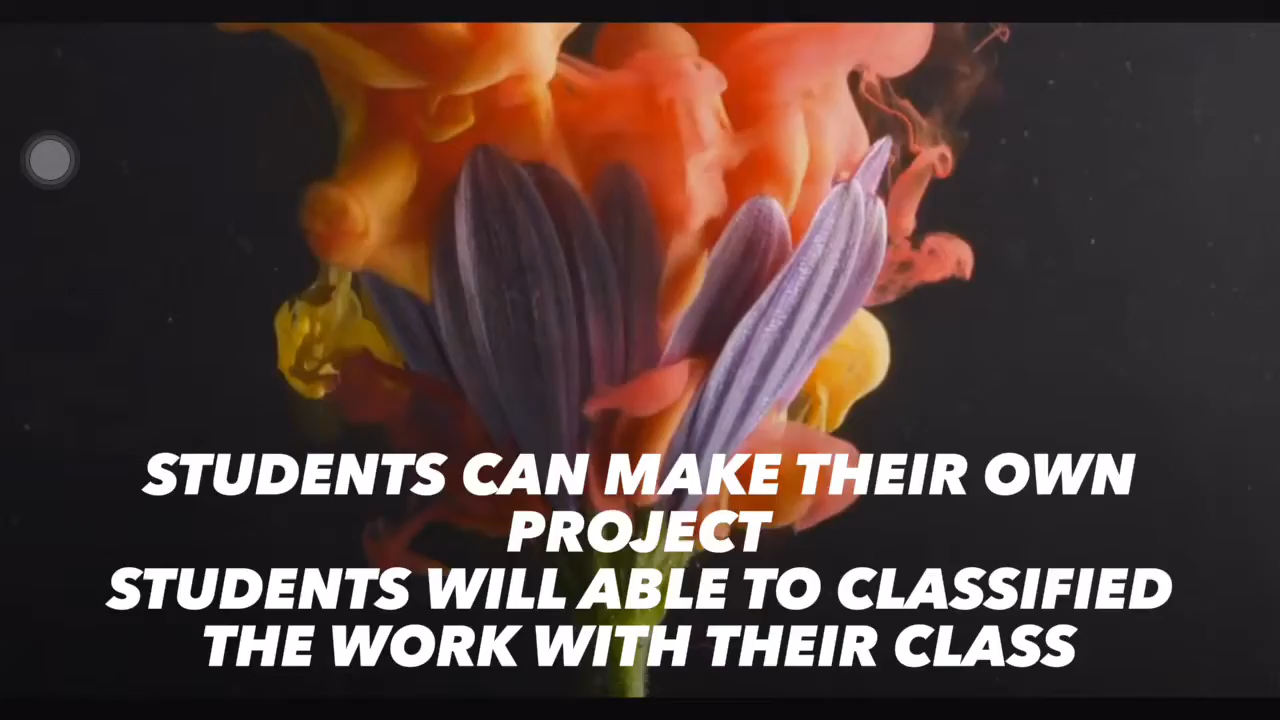 STUDENTS CAN MAKE THEIR OWN
PROJECT
STUDENTS WILL ABLE TO CLASSIFIED
THE WORK WITH THEIR CLASS